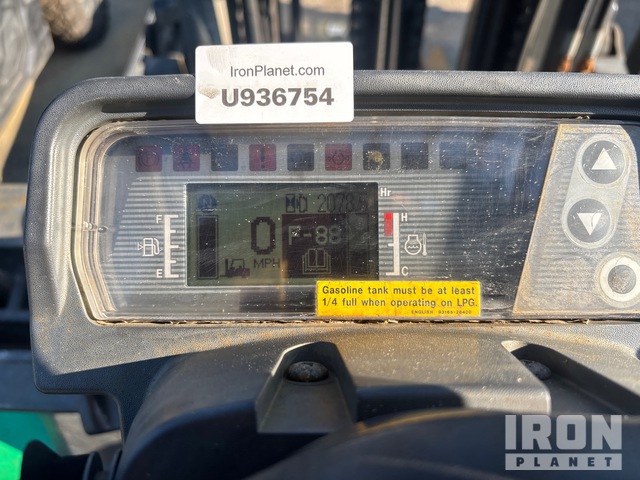 IronPlanet.com
U936754
Hr
F
E
0
MPH
F-88
H
C
Gasoline tank must be at least
1/4 full when operating on LPG.
IRON
PLANET